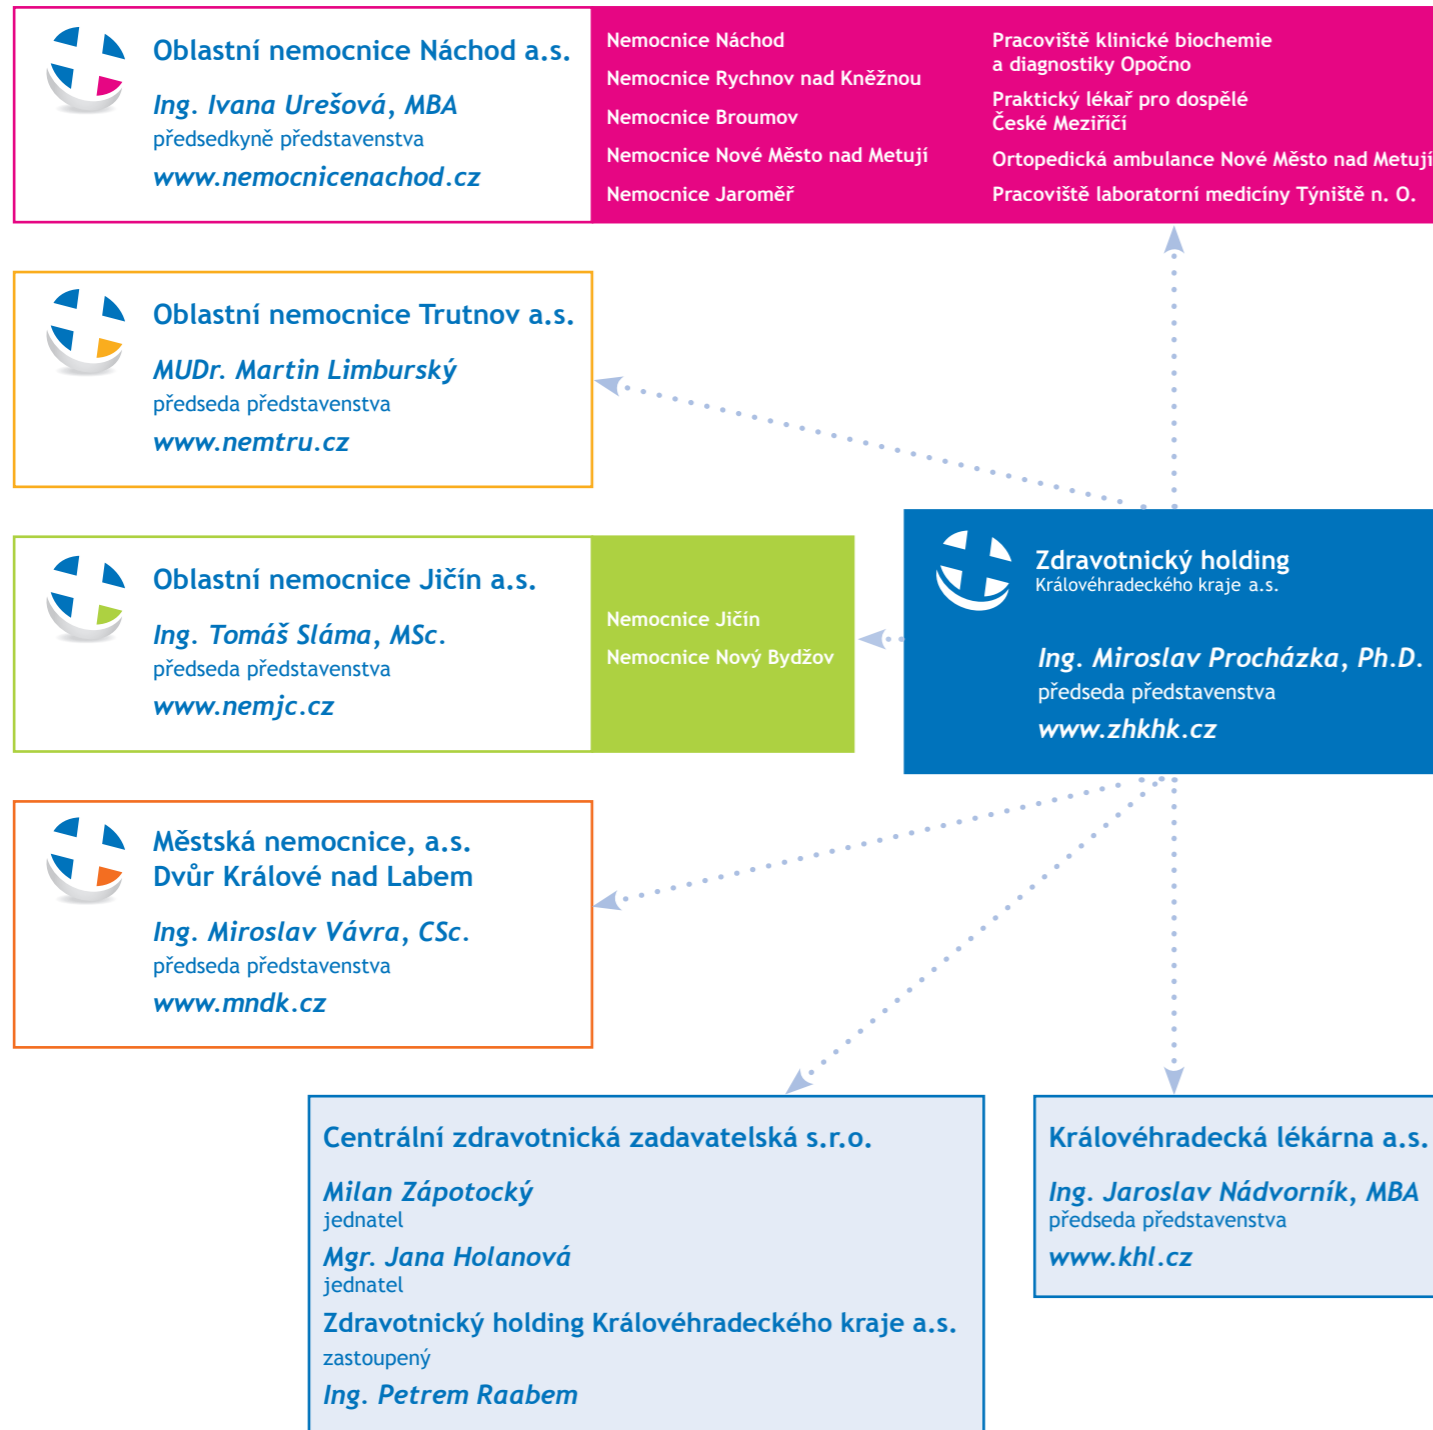 Oblastní nemocnice Náchod a.s.
Ing. Ivana Urešová, MBA
předsedkyně představenstva
www.nemocnicenachod.cz
Nemocnice Náchod
Nemocnice Rychnov nad Kněžnou
Nemocnice Broumov
Nemocnice Nové Město nad Metují
Nemocnice Jaroměř
Pracoviště klinické biochemie
a diagnostiky Opočno
Praktický lékař pro dospělé
České Meziříčí
Ortopedická ambulance Nové Město nad Metují
Pracoviště laboratorní medicíny Týniště n. O.
Oblastní nemocnice Trutnov a.s.
MUDr. Martin Limburský
předseda představenstva
www.nemtru.cz
Oblastní nemocnice Jičín a.s.
Ing. Tomáš Sláma, MSc.
předseda představenstva
www.nemjc.cz
Nemocnice Jičín
Nemocnice Nový Bydžov
Zdravotnický holding
Královéhradeckého kraje a.s.
Ing. Miroslav Procházka, Ph.D.
předseda představenstva
www.zhkhk.cz
Městská nemocnice, a.s.
Dvůr Králové nad Labem
Ing. Miroslav Vávra, CSc.
předseda představenstva
www.mndk.cz
Centrální zdravotnická zadavatelská s.r.o.
Milan Zápotocký
jednatel
Mgr. Jana Holanová
jednatel
Zdravotnický holding Královéhradeckého kraje a.s.
zastoupený
Ing. Petrem Raabem
Královéhradecká lékárna a.s.
Ing. Jaroslav Nádvorník, MBA
předseda představenstva
www.khl.cz